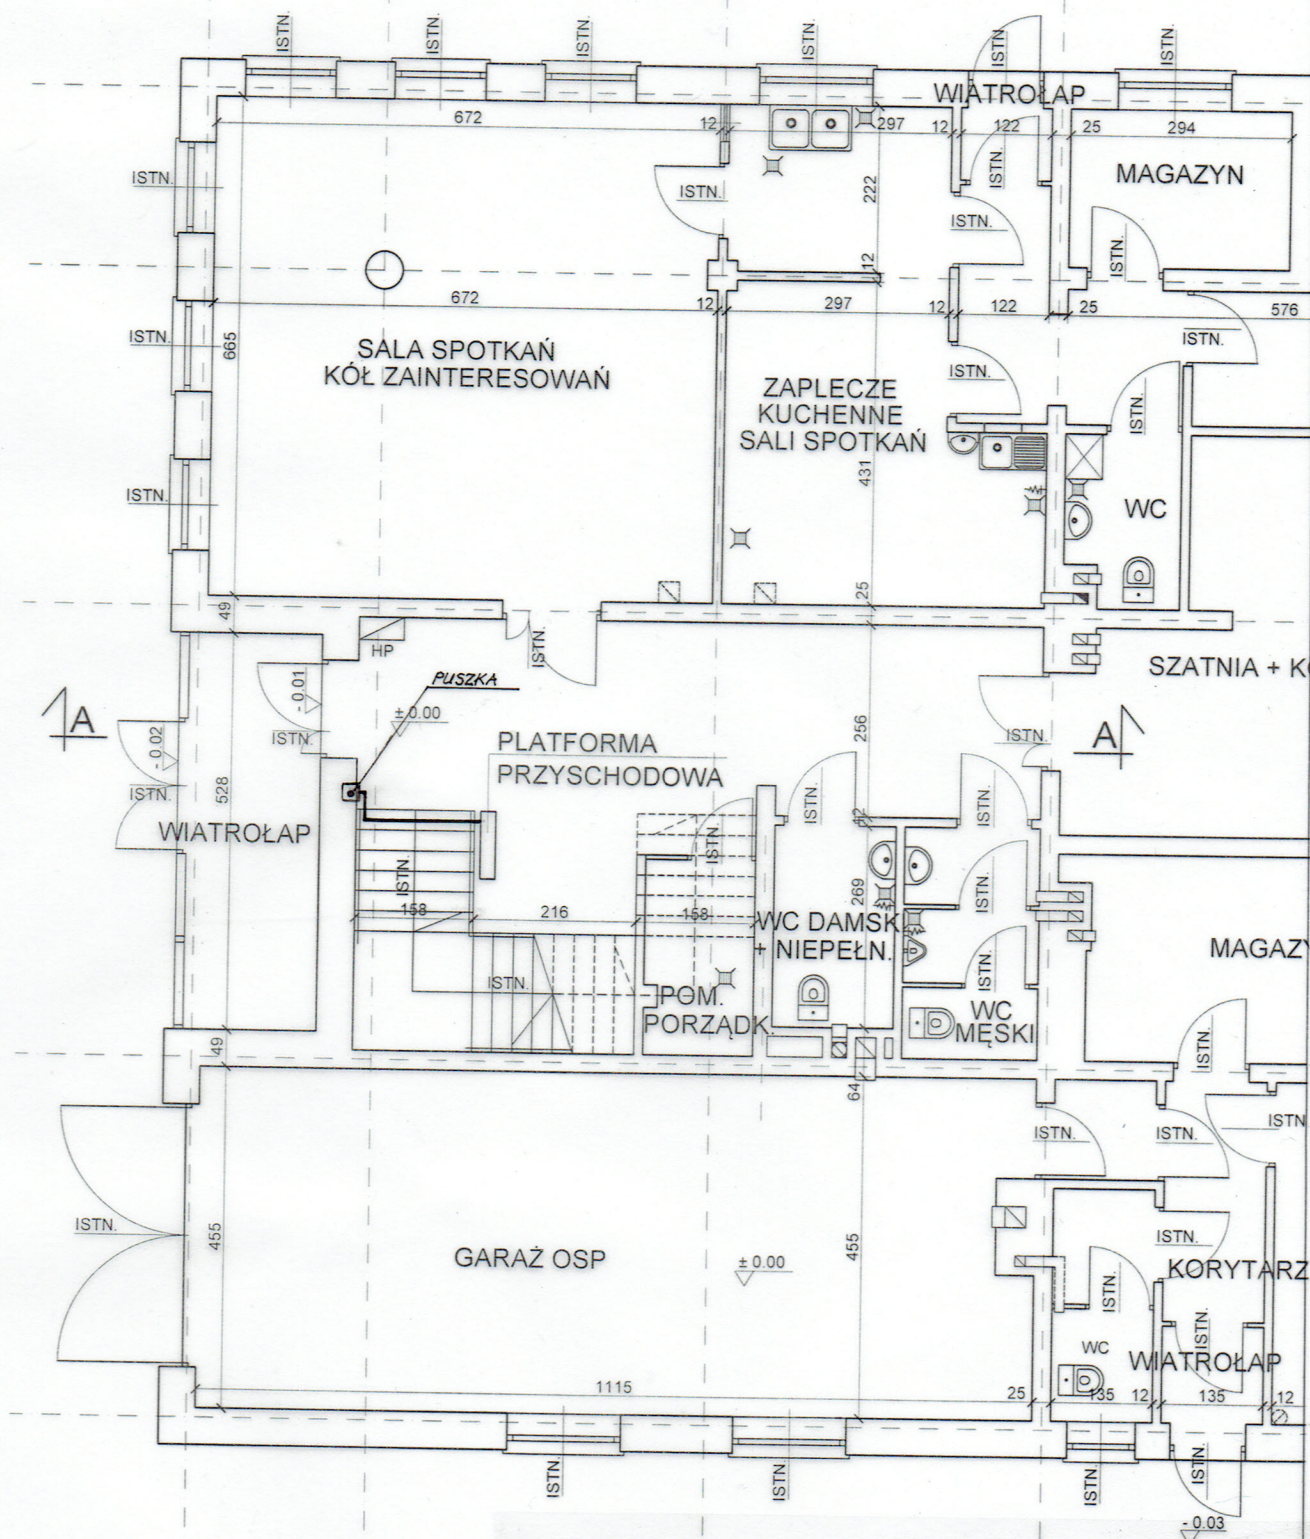 ISTN.
ISTN.
ISTN.
ISTN.
ISTN.
ISTN.
WIATROŁAP
672
12
297
12
122
25
294
ISTN.
ISTN.
ISTN.
MAGAZYN
222
ISTN.
ISTN.
12
672
12
297
12
122
25
576
ISTN.
665
ISTN.
SALA SPOTKAŃ
KÓŁ ZAINTERESOWAŃ
ISTN.
ZAPLECZE
KUCHENNE
SALI SPOTKAŃ
ISTN.
431
ISTN.
WC
49
25
HP
ISTN.
SZATNIA + K
PUSZKA
- 0.01
± 0.00
A
- 0.02
ISTN.
256
ISTN.
A
PLATFORMA
PRZYSCHODOWA
ISTN.
528
ISTN.
ISTN.
12
WIATROŁAP
ISTN.
ISTN.
269
ISTN.
158
216
158
WC DAMSK
+ NIEPEŁN.
MAGAZY
ISTN.
ISTN.
POM.
PORZĄDK.
WC
MĘSKI
49
ISTN.
64
ISTN.
ISTN.
ISTN
ISTN.
455
455
ISTN.
GARAŻ OSP
± 0.00
KORYTARZ
ISTN.
ISTN.
WC
WIATROŁAP
1115
25
135
12
135
12
ISTN.
ISTN.
ISTN.
ISTN.
- 0.03